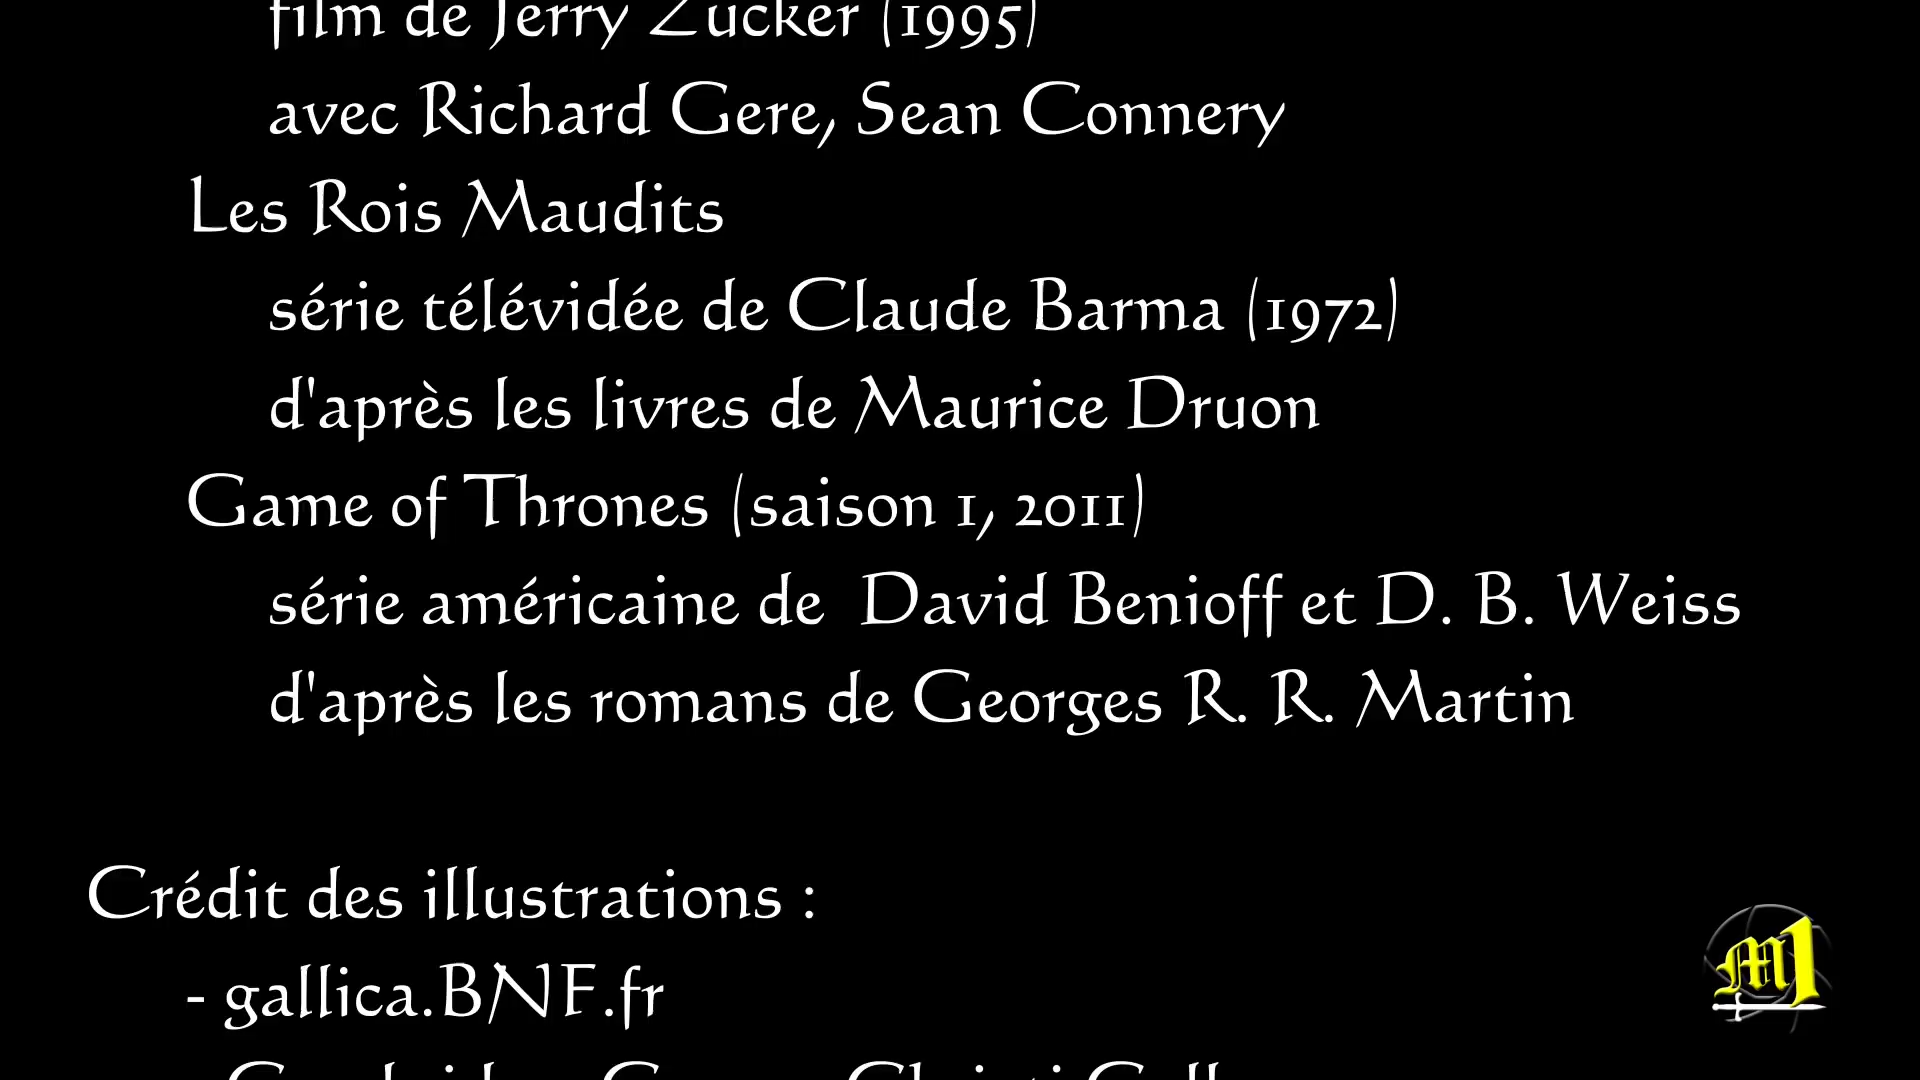 film de Jerry Zucker (1995)
avec Richard Gere, Sean Connery
Les Rois Maudits
série télévidée de Claude Barma (1972)
d'après les livres de Maurice Druon
Game of Thrones (saison 1, 2011)
série américaine de  David Benioff et D. B. Weiss
d'après les romans de Georges R. R. Martin
Crédit des illustrations :
- gallica.BNF.fr
M1